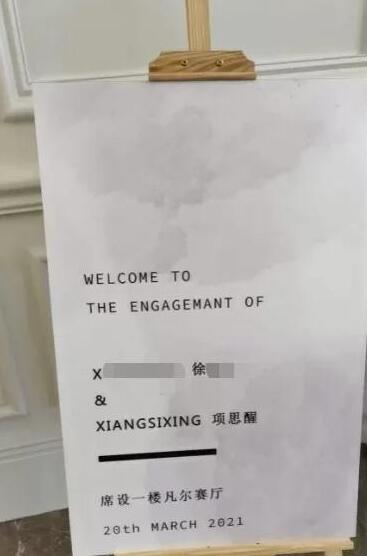 WELCOME TO
THE ENGAGEMANT OF
X 徐
&
XIANGSIXING 项思醒
席设一楼凡尔赛厅
20th MARCH 2021